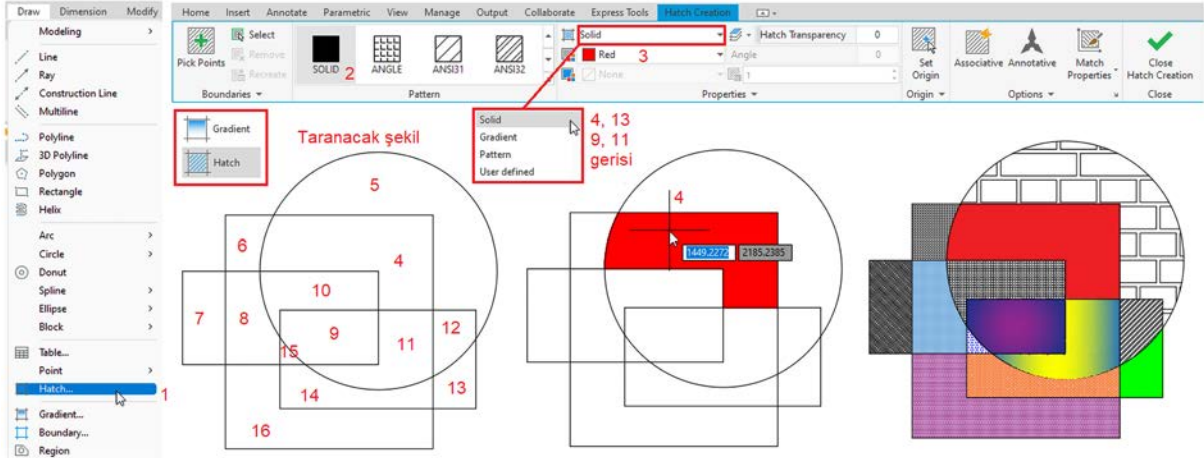 Draw Dimension Modify
Modeling
Line
Ray
Construction Line
Multiline
Polyline
3D Polyline
Polygon
Rectangle
Helix
Arc
Circle
Donut
Spline
Ellipse
Block
Table...
Point
Hatch...
1
Gradient...
Boundary...
Region
Home Insert Annotate Parametric View Manage Output Collaborate Express Tools Hatch Creation
Pick Points
Select
Remove
Recreate
Boundaries
SOLID
2
ANGLE
ANSI31
ANSI32
Pattern
Solid
Hatch Transparency 0
Red
3
Angle 0
None
1
Properties
Set
Origin
Origin
Associative
Annotative
Match
Properties
Options
Close
Hatch Creation
Close
Gradient
Hatch
Taranacak şekil
Solid
Gradient
Pattern
User defined
4, 13
9, 11
gerisi
5
6
4
10
7
8
9
11
12
15
14
13
16
4
1449.2272
2185.2385